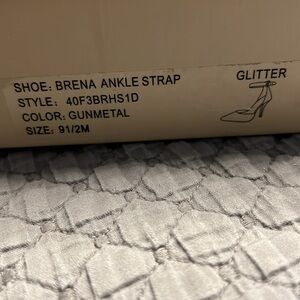 SHOE: BRENA ANKLE STRAP GLITTER
STYLE: 40F3BRHS1D
COLOR: GUNMETAL
SIZE: 91/2M